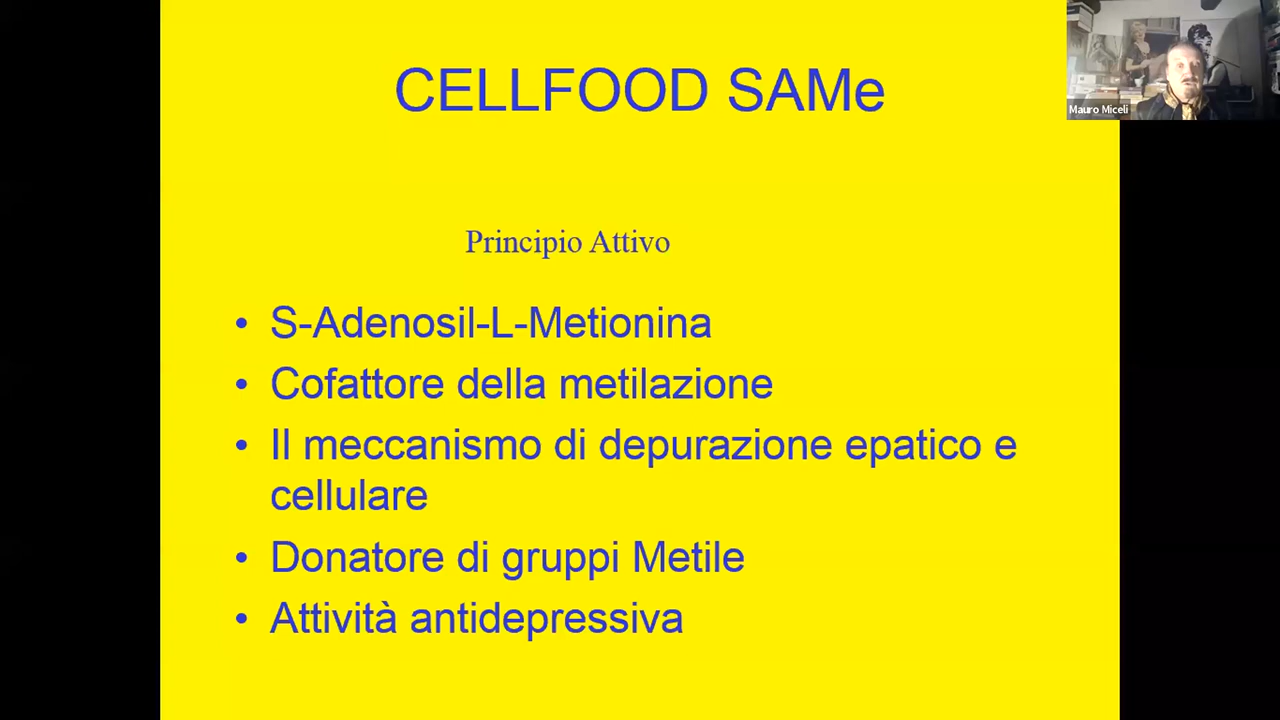 CELLFOOD SAMe
Mauro Miceli
Principio Attivo
• S-Adenosil-L-Metionina
• Cofattore della metilazione
• Il meccanismo di depurazione epatico e
cellulare
• Donatore di gruppi Metile
• Attività antidepressiva